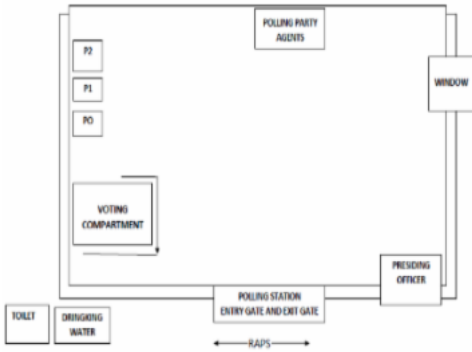 POLLING PARTY
AGENTS
P2
WINDOW
P1
PO
VOTING
COMPARTMENT
PRESIDING
OFFICER
POLLING STATION
ENTRY GATE AND EXIT GATE
TOILET
DRINGKING
WATER
RAPS